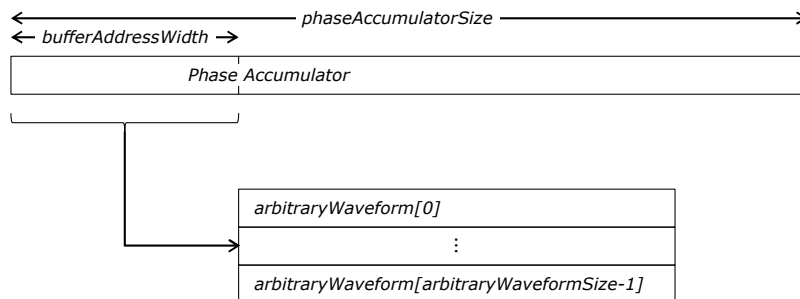 phaseAccumulatorSize
bufferAddressWidth
Phase Accumulator
arbitraryWaveform[0]
⋮
arbitraryWaveform[arbitraryWaveformSize-1]